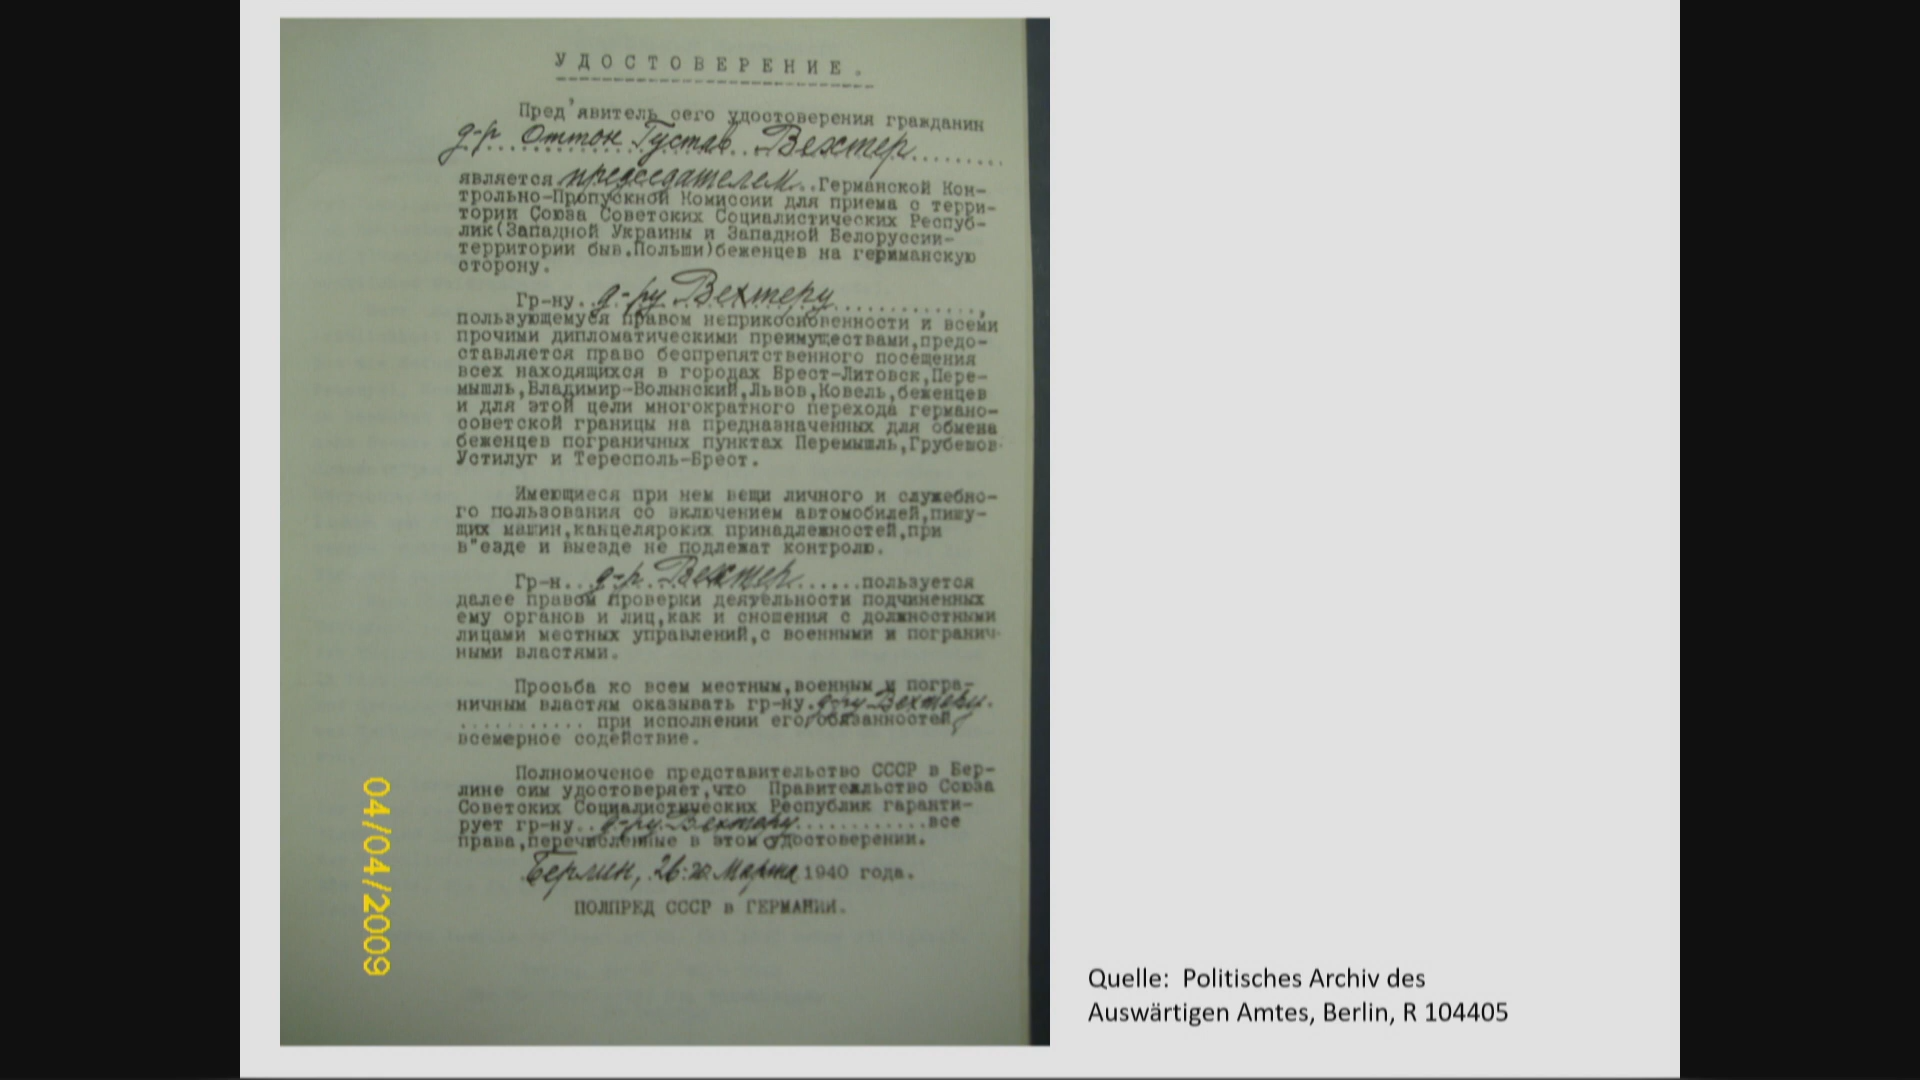 УДОСТОВЕРЕНИЕ.
Пред'явитель сего удостоверения гражданин
д-р Оттон Густав Вехтер
является председателем..Германской Кон-
трольно-Пропускной Комиссии для приема с терри-
тории Союза Советских Социалистических Респуб-
лик(Западной Украины и Западной Белоруссии-
территории быв.Польши)беженцев на гериманскую
сторону.
Гр-ну..д-ру Вехтеру..............,
пользующемуся правом неприкосновенности и всеми
прочими дипломатическими преимуществами,предо-
ставляется право беспрепятственного посещения
всех находящихся в городах Брест-Литовск,Пере-
мышль,Владимир-Волынский,Львов,Ковель,беженцев
и для этой цели многократного перехода германо-
советской границы на предназначенных для обмена
беженцев пограничных пунктах Перемышль,Грубешов-
Устилуг и Тересполь-Брест.
Имеющиеся при нем вещи личного и служебно-
го пользования со включением автомобилей,пишу-
щих машин,канцелярских принадлежностей,при
в"езде и выезде не подлежат контролю.
Гр-н..д-р Вехтер......пользуется
далее правом проверки деятельности подчиненных
ему органов и лиц,как и сношения с должностными
лицами местных управлений,с военными и погранич-
ными властями.
Просьба ко всем местным,военным и погра-
ничным властям оказывать гр-ну.д-ру Вехтеру.
........... при исполнении его обязанностей
всемерное содействие.
Полномоченое представительство СССР в Бер-
лине сим удостоверяет,что Правительство Союза
Советских Социалистических Республик гаранти-
рует гр-ну..д-ру Вехтеру............все
права,перечисленные в этом удостоверении.
Берлин, 26-го Марта 1940 года.
ПОЛПРЕД СССР в ГЕРМАНИИ.
04/04/2009
Quelle: Politisches Archiv des
Auswärtigen Amtes, Berlin, R 104405